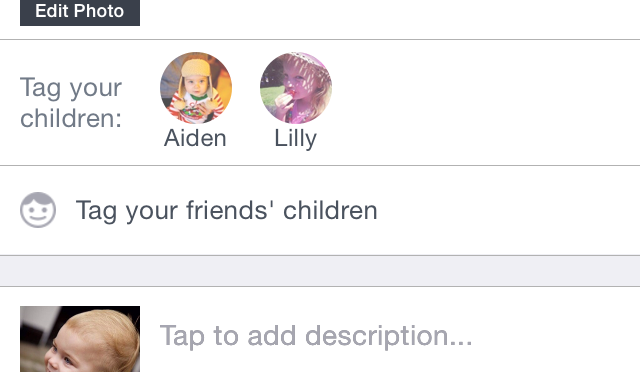 Edit Photo
Tag your
children:
Aiden
Lilly
Tag your friends' children
Tap to add description...